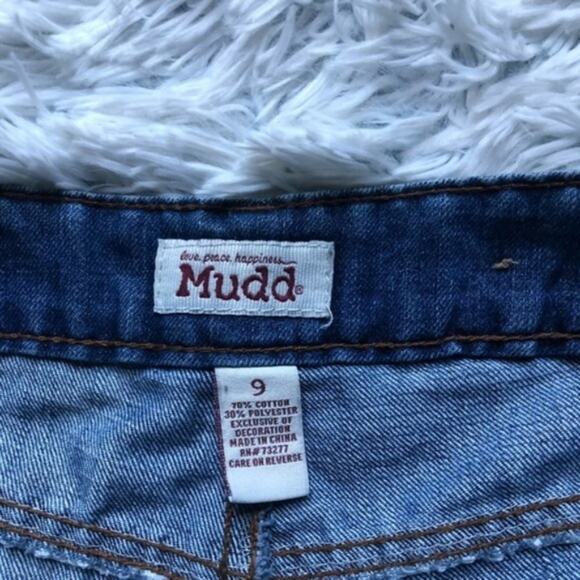 love. peace. happiness.
Mudd®
9
70% COTTON
30% POLYESTER
EXCLUSIVE OF
DECORATION
MADE IN CHINA
RN# 73277
CARE ON REVERSE